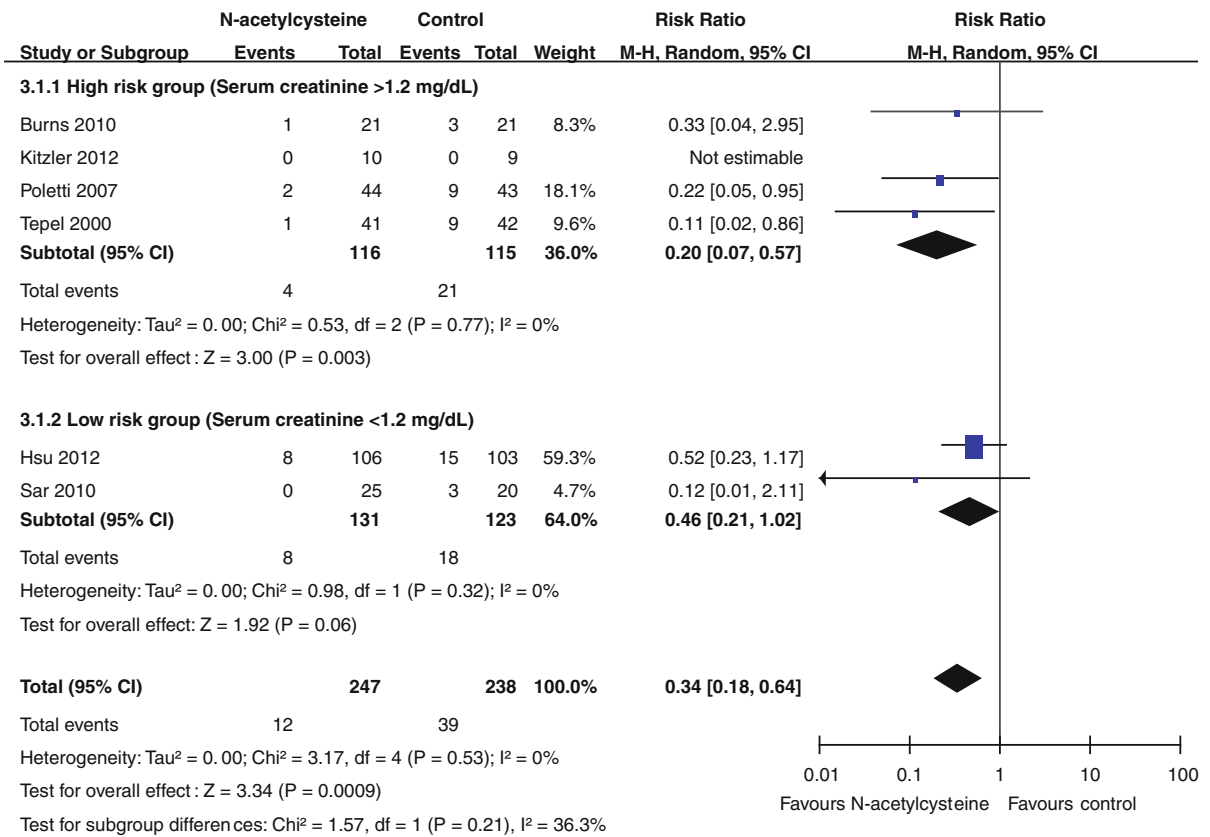 N-acetylcysteine Control Risk Ratio Risk Ratio
Study or Subgroup Events Total Events Total Weight M-H, Random, 95% CI M-H, Random, 95% CI
3.1.1 High risk group (Serum creatinine >1.2 mg/dL)
Burns 2010 1 21 3 21 8.3% 0.33 [0.04, 2.95]
Kitzler 2012 0 10 0 9 Not estimable
Poletti 2007 2 44 9 43 18.1% 0.22 [0.05, 0.95]
Tepel 2000 1 41 9 42 9.6% 0.11 [0.02, 0.86]
Subtotal (95% CI) 116 115 36.0% 0.20 [0.07, 0.57]
Total events 4 21
Heterogeneity: Tau² = 0. 00; Chi² = 0.53, df = 2 (P = 0.77); I² = 0%
Test for overall effect : Z = 3.00 (P = 0.003)
3.1.2 Low risk group (Serum creatinine <1.2 mg/dL)
Hsu 2012 8 106 15 103 59.3% 0.52 [0.23, 1.17]
Sar 2010 0 25 3 20 4.7% 0.12 [0.01, 2.11]
Subtotal (95% CI) 131 123 64.0% 0.46 [0.21, 1.02]
Total events 8 18
Heterogeneity: Tau² = 0. 00; Chi² = 0.98, df = 1 (P = 0.32); I² = 0%
Test for overall effect: Z = 1.92 (P = 0.06)
Total (95% CI) 247 238 100.0% 0.34 [0.18, 0.64]
Total events 12 39
Heterogeneity: Tau² = 0. 00; Chi² = 3.17, df = 4 (P = 0.53); I² = 0%
Test for overall effect : Z = 3.34 (P = 0.0009)
Test for subgroup differences: Chi² = 1.57, df = 1 (P = 0.21), I² = 36.3%
0.01 0.1 1 10 100
Favours N-acetylcysteine Favours control